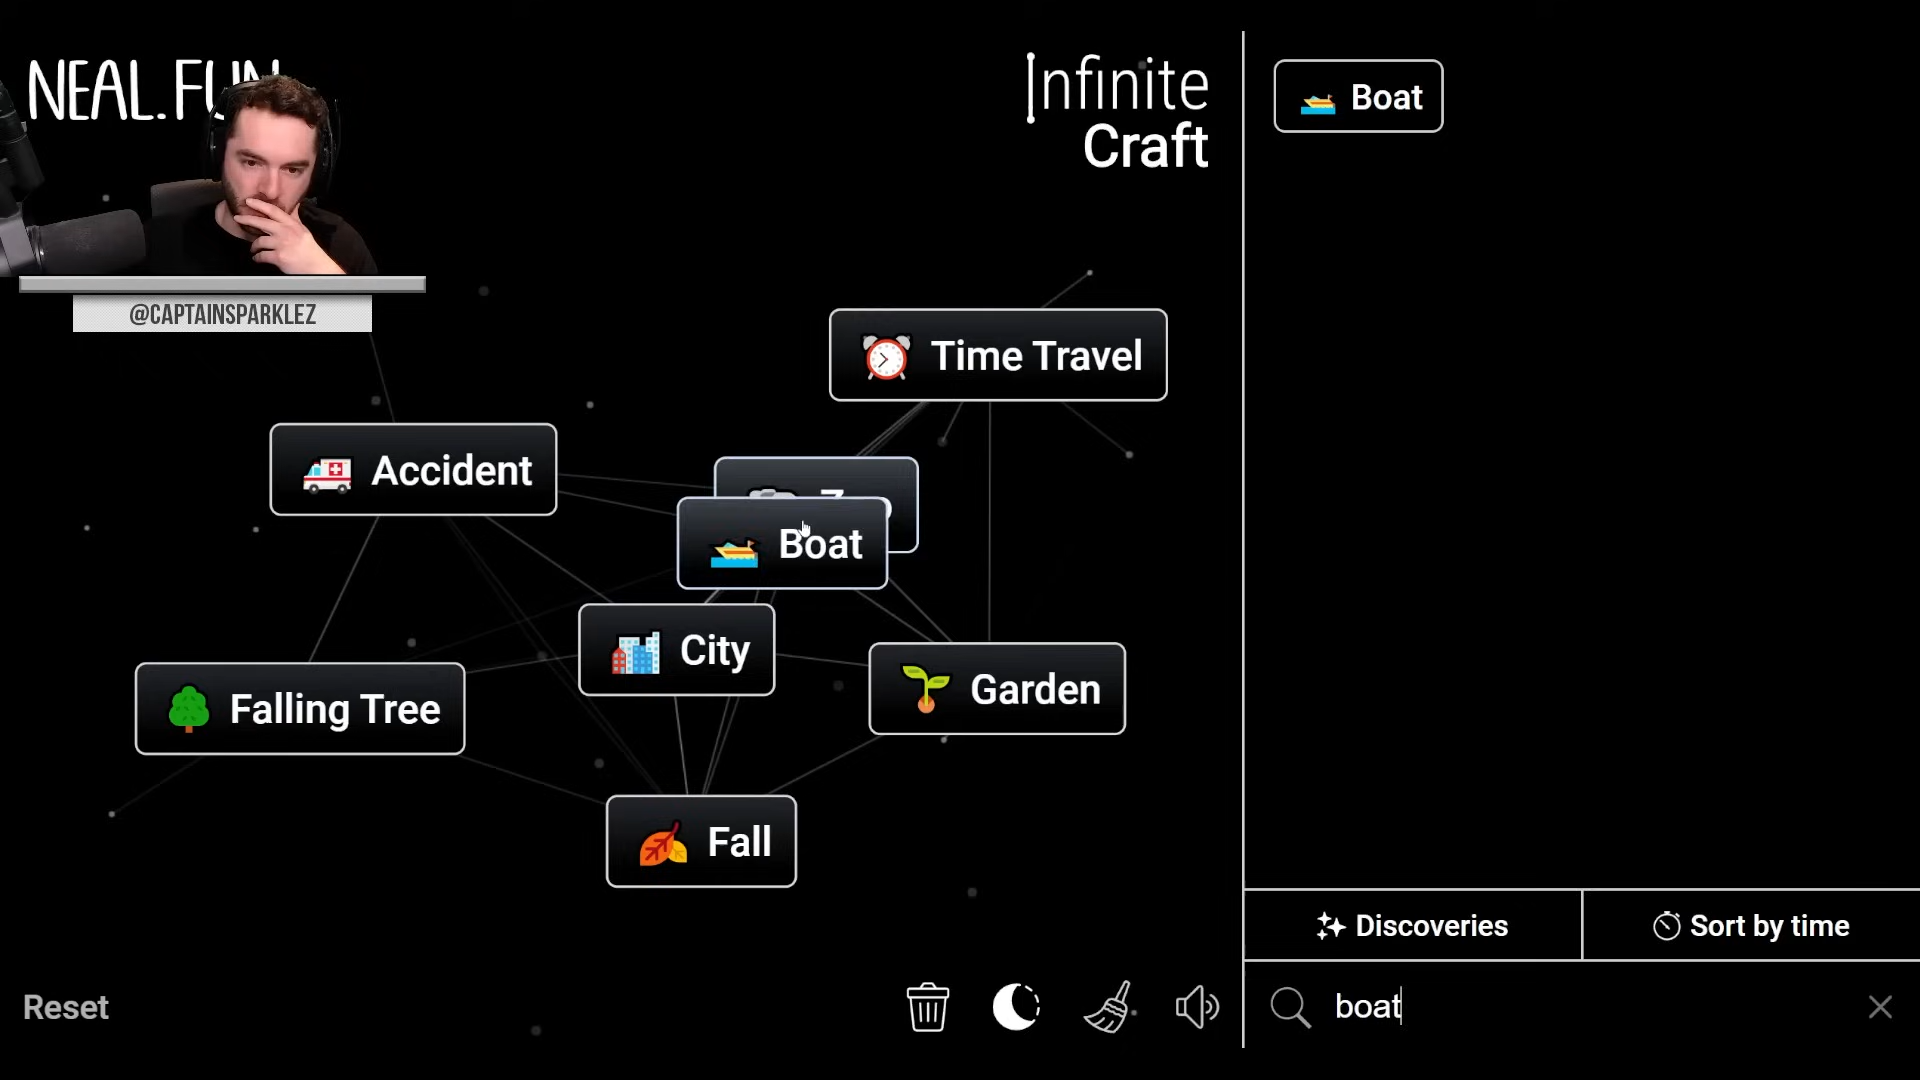 NEAL.FUN
Infinite
Craft
Boat
@CAPTAINSPARKLEZ
Time Travel
Accident
Boat
City
Garden
Falling Tree
Fall
Discoveries
Sort by time
Reset
boat